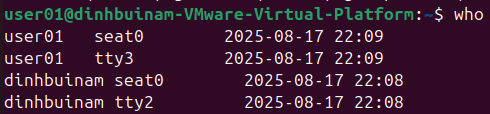 user01@dinhbuinam-VMware-Virtual-Platform:~$ who
user01   seat0        2025-08-17 22:09
user01   tty3         2025-08-17 22:09
dinhbuinam seat0        2025-08-17 22:08
dinhbuinam tty2         2025-08-17 22:08